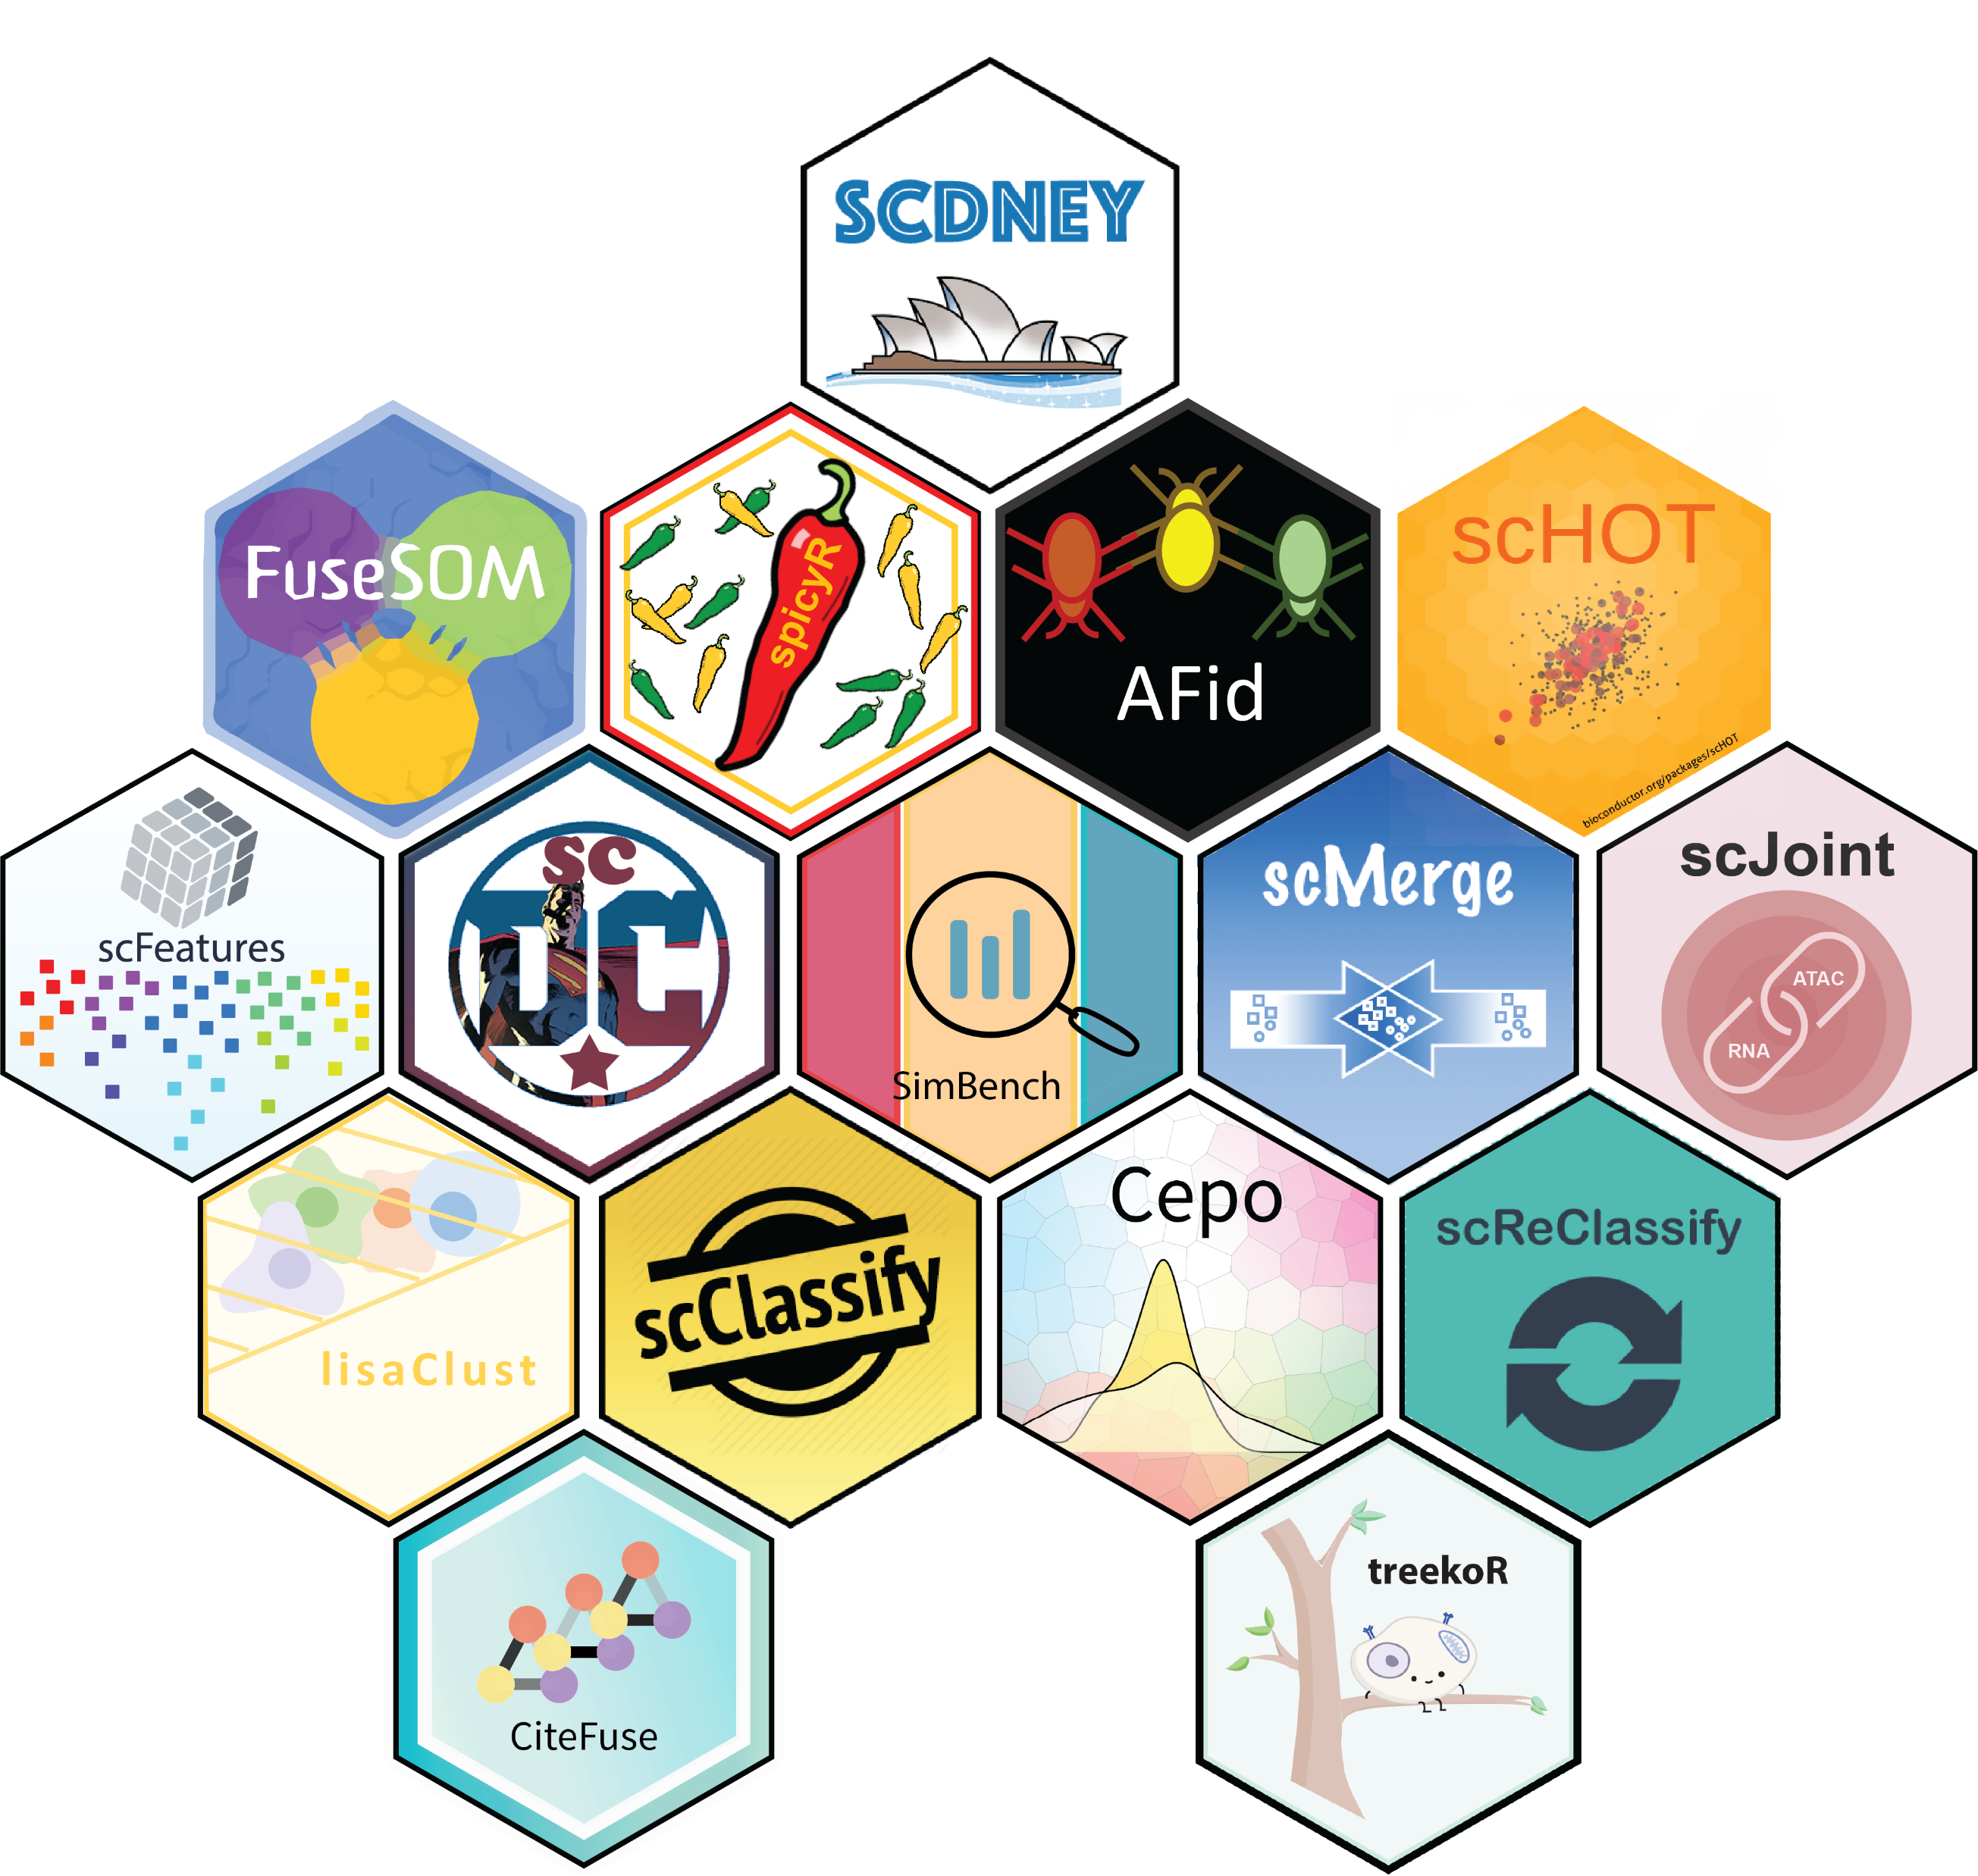 SCDNEY
FuseSOM
spicyR
AFid
scHOT
bioconductor.org/packages/scHOT
scFeatures
SC
DC
SimBench
scMerge
scJoint
ATAC
RNA
lisaClust
scClassify
Cepo
scReClassify
CiteFuse
treekoR